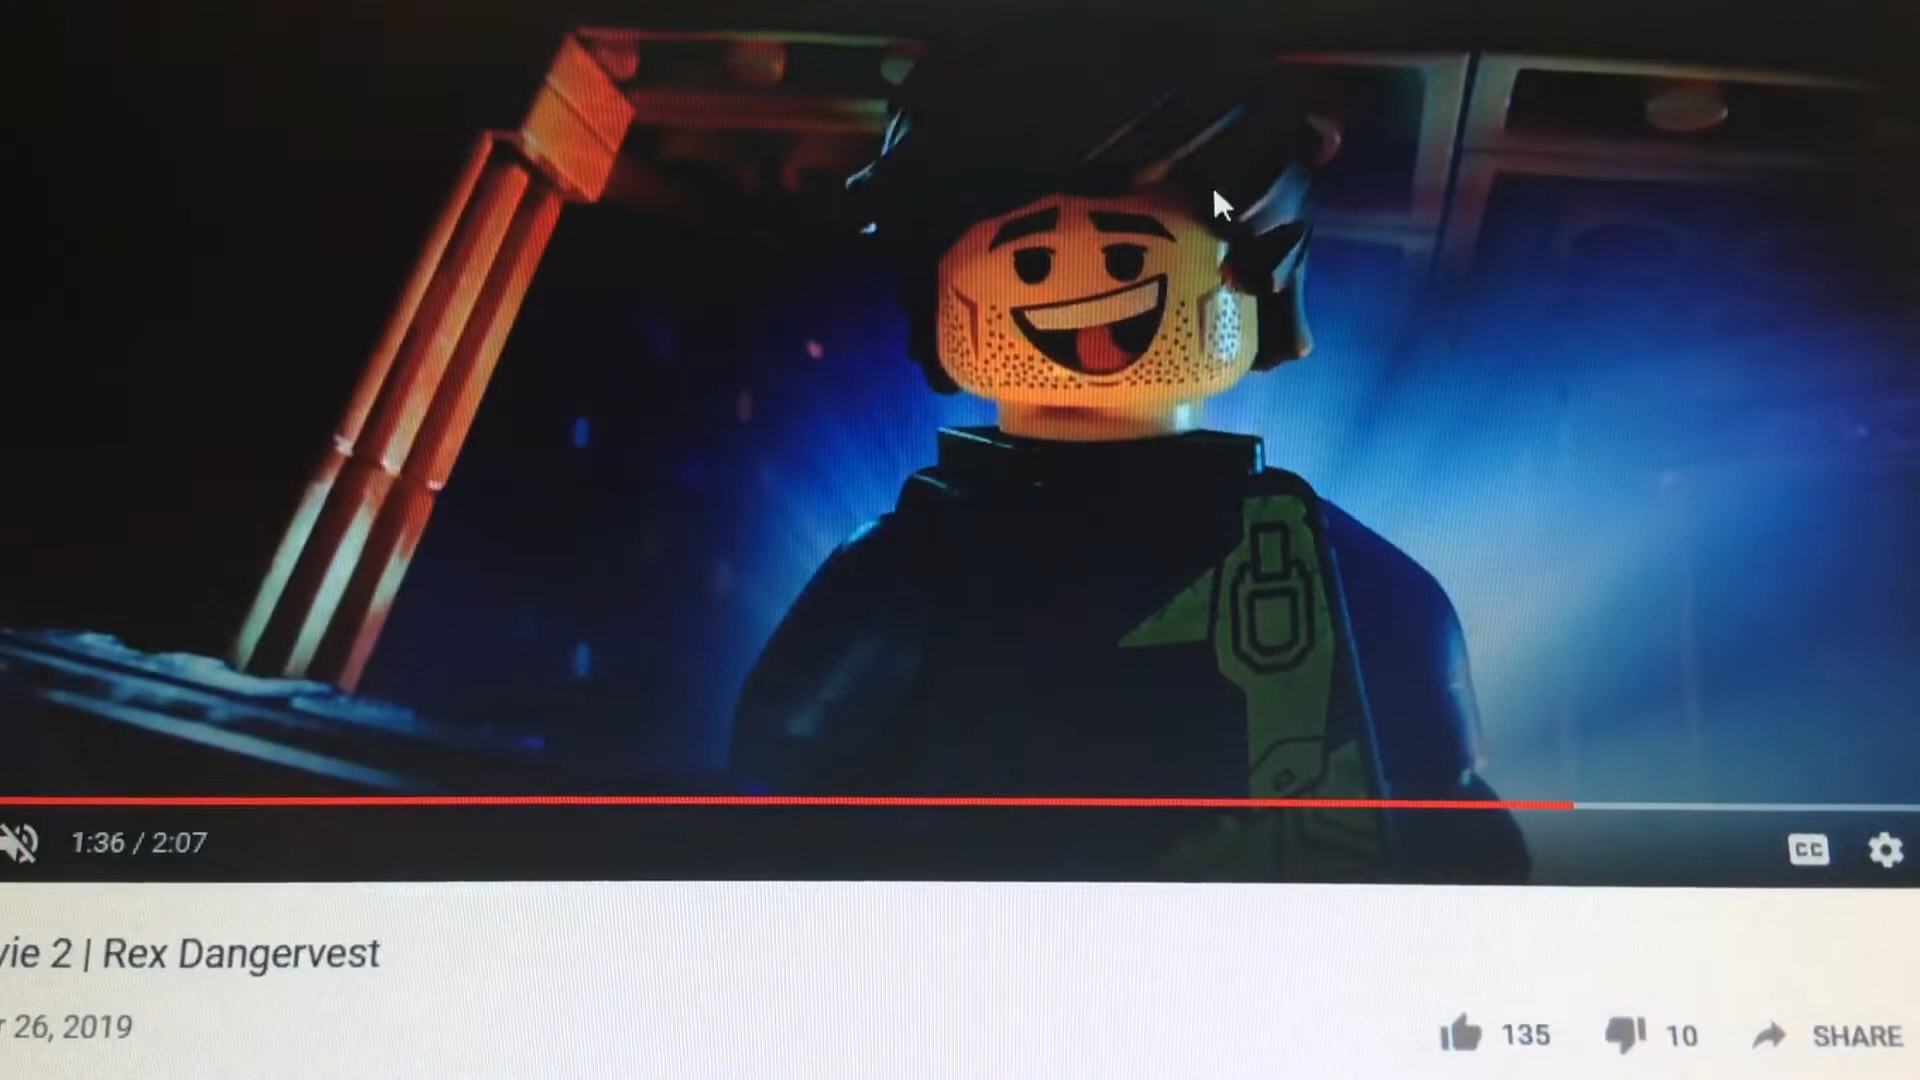 1:36 / 2:07
CC
vie 2 | Rex Dangervest
r 26, 2019
135
10
SHARE